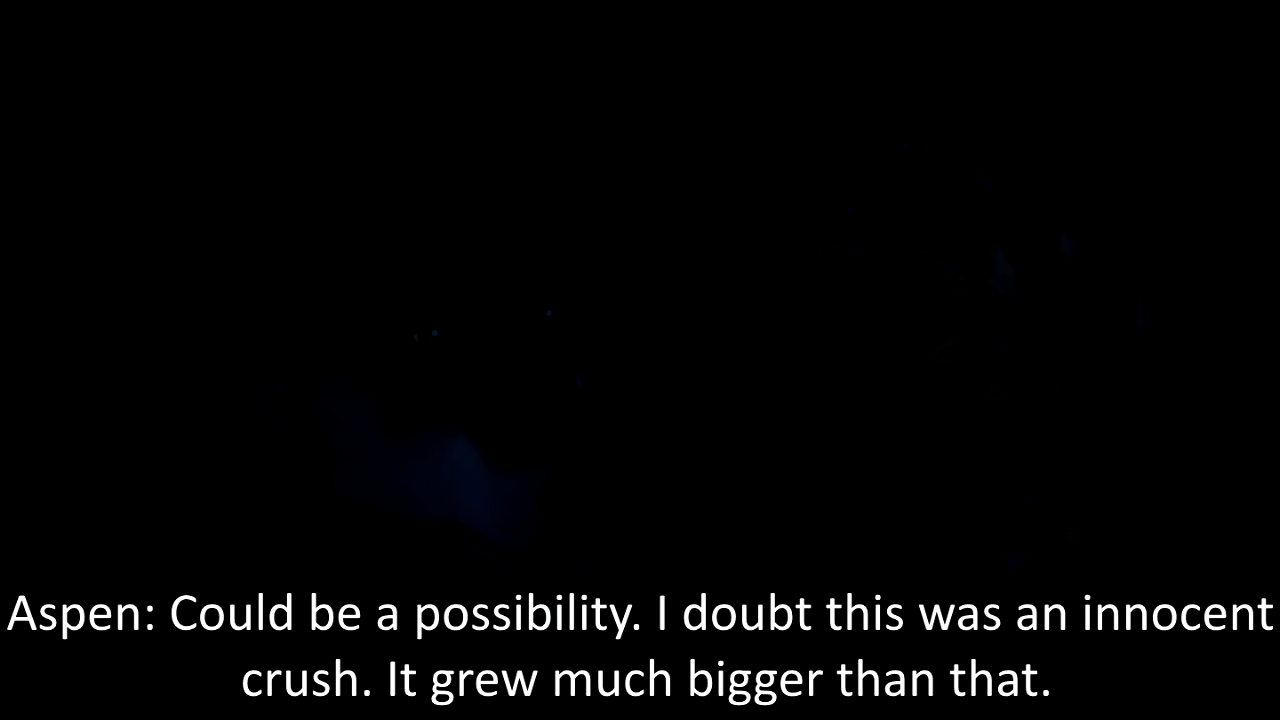 Aspen: Could be a possibility. I doubt this was an innocent
crush. It grew much bigger than that.